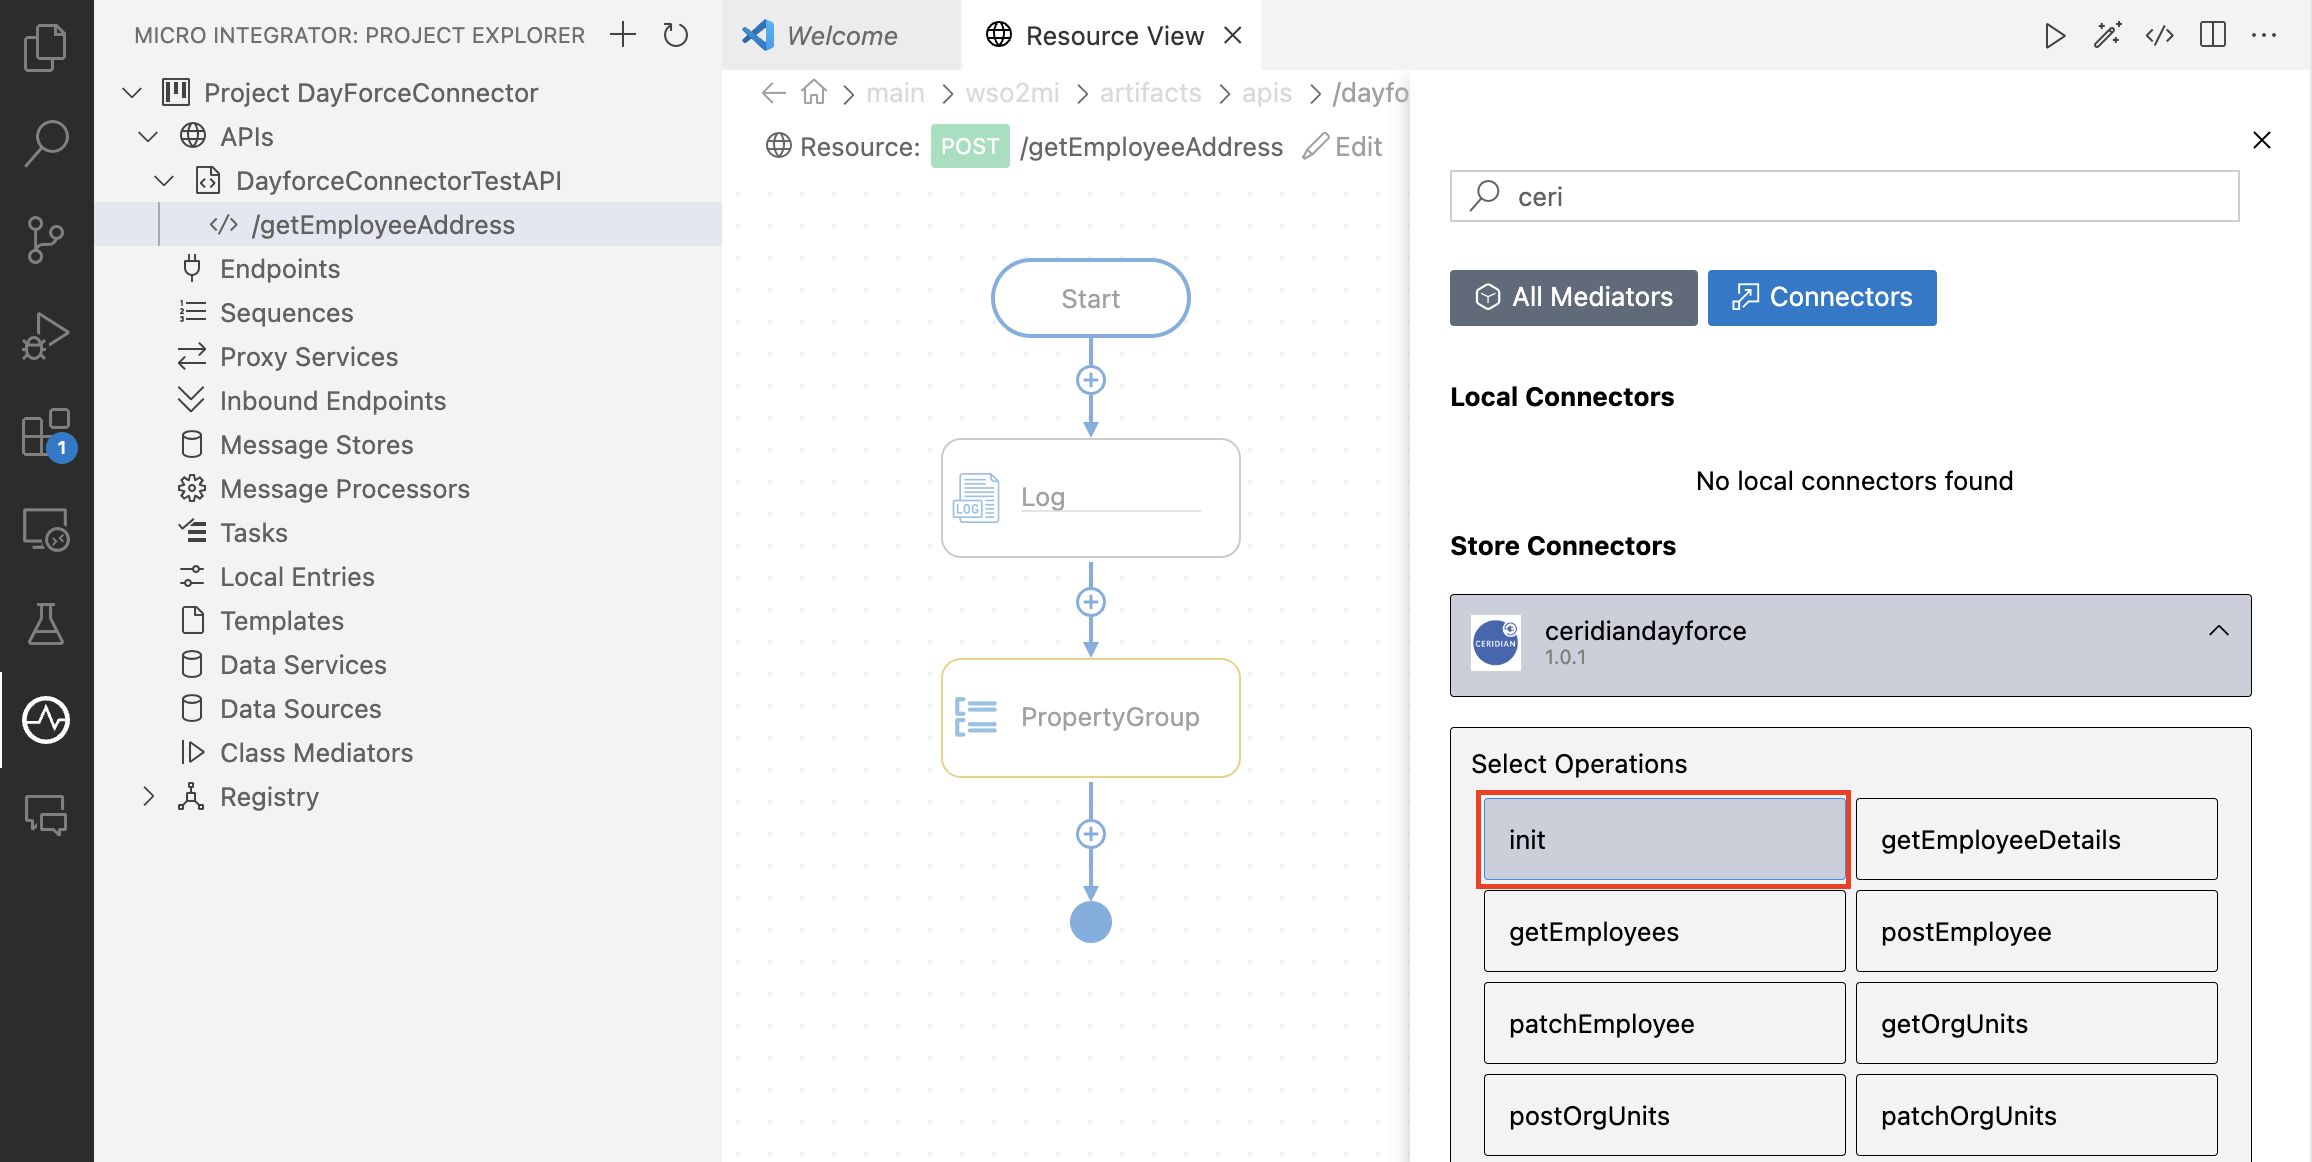 MICRO INTEGRATOR: PROJECT EXPLORER
Project DayForceConnector
APIs
DayforceConnectorTestAPI
/getEmployeeAddress
Endpoints
Sequences
Proxy Services
Inbound Endpoints
Message Stores
Message Processors
Tasks
Local Entries
Templates
Data Services
Data Sources
Class Mediators
Registry
1
Welcome
Resource View
main > wso2mi > artifacts > apis > /dayfo
Resource: POST /getEmployeeAddress Edit
Start
LOG
Log
PropertyGroup
ceri
All Mediators
Connectors
Local Connectors
No local connectors found
Store Connectors
CERIDIAN
ceridiandayforce
1.0.1
Select Operations
init
getEmployeeDetails
getEmployees
postEmployee
patchEmployee
getOrgUnits
postOrgUnits
patchOrgUnits